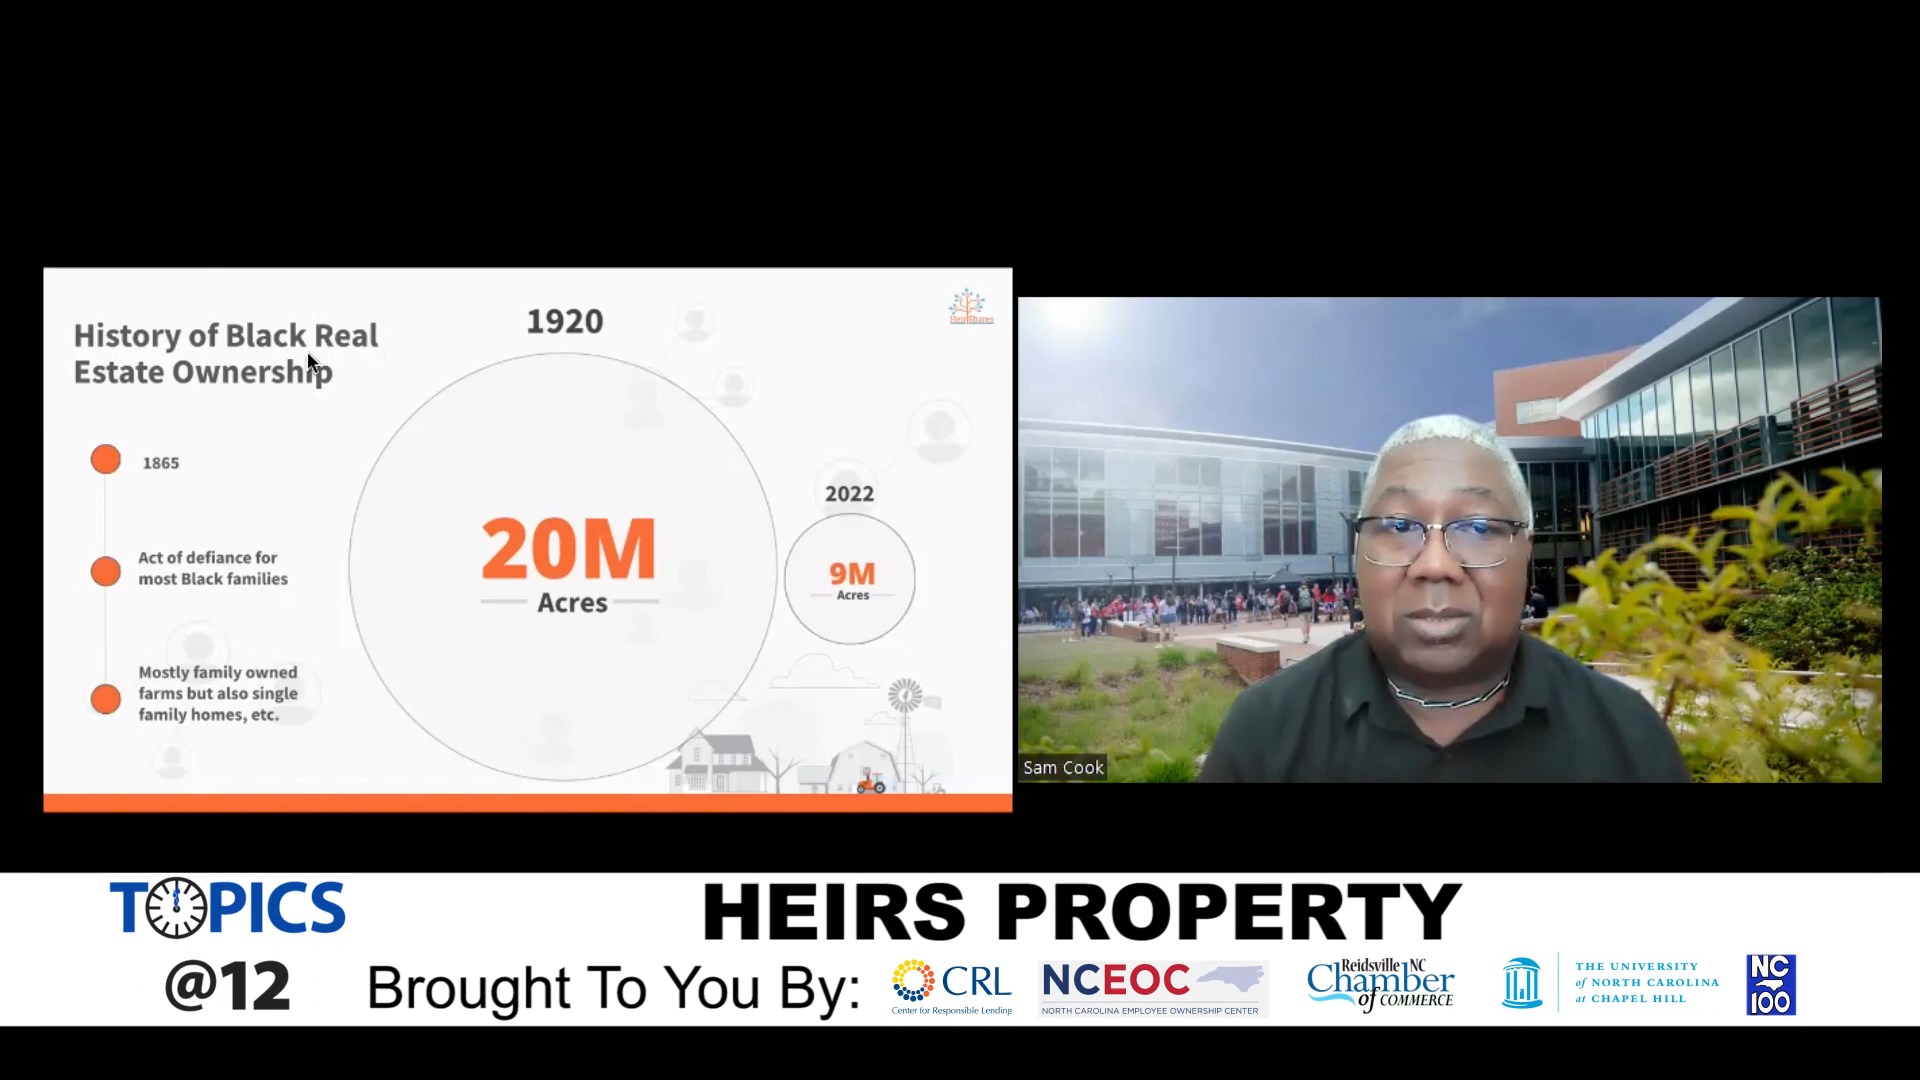 History of Black Real
Estate Ownership
1865
Act of defiance for
most Black families
Mostly family owned
farms but also single
family homes, etc.
1920
20M
Acres
2022
9M
Acres
HeirShares
Sam Cook
TOPICS
@12
HEIRS PROPERTY
Brought To You By:
CRL
Center for Responsible Lending
NCEOC
NORTH CAROLINA EMPLOYEE OWNERSHIP CENTER
Reidsville NC
Chamber
of COMMERCE
THE UNIVERSITY
of NORTH CAROLINA
at CHAPEL HILL
NC
100